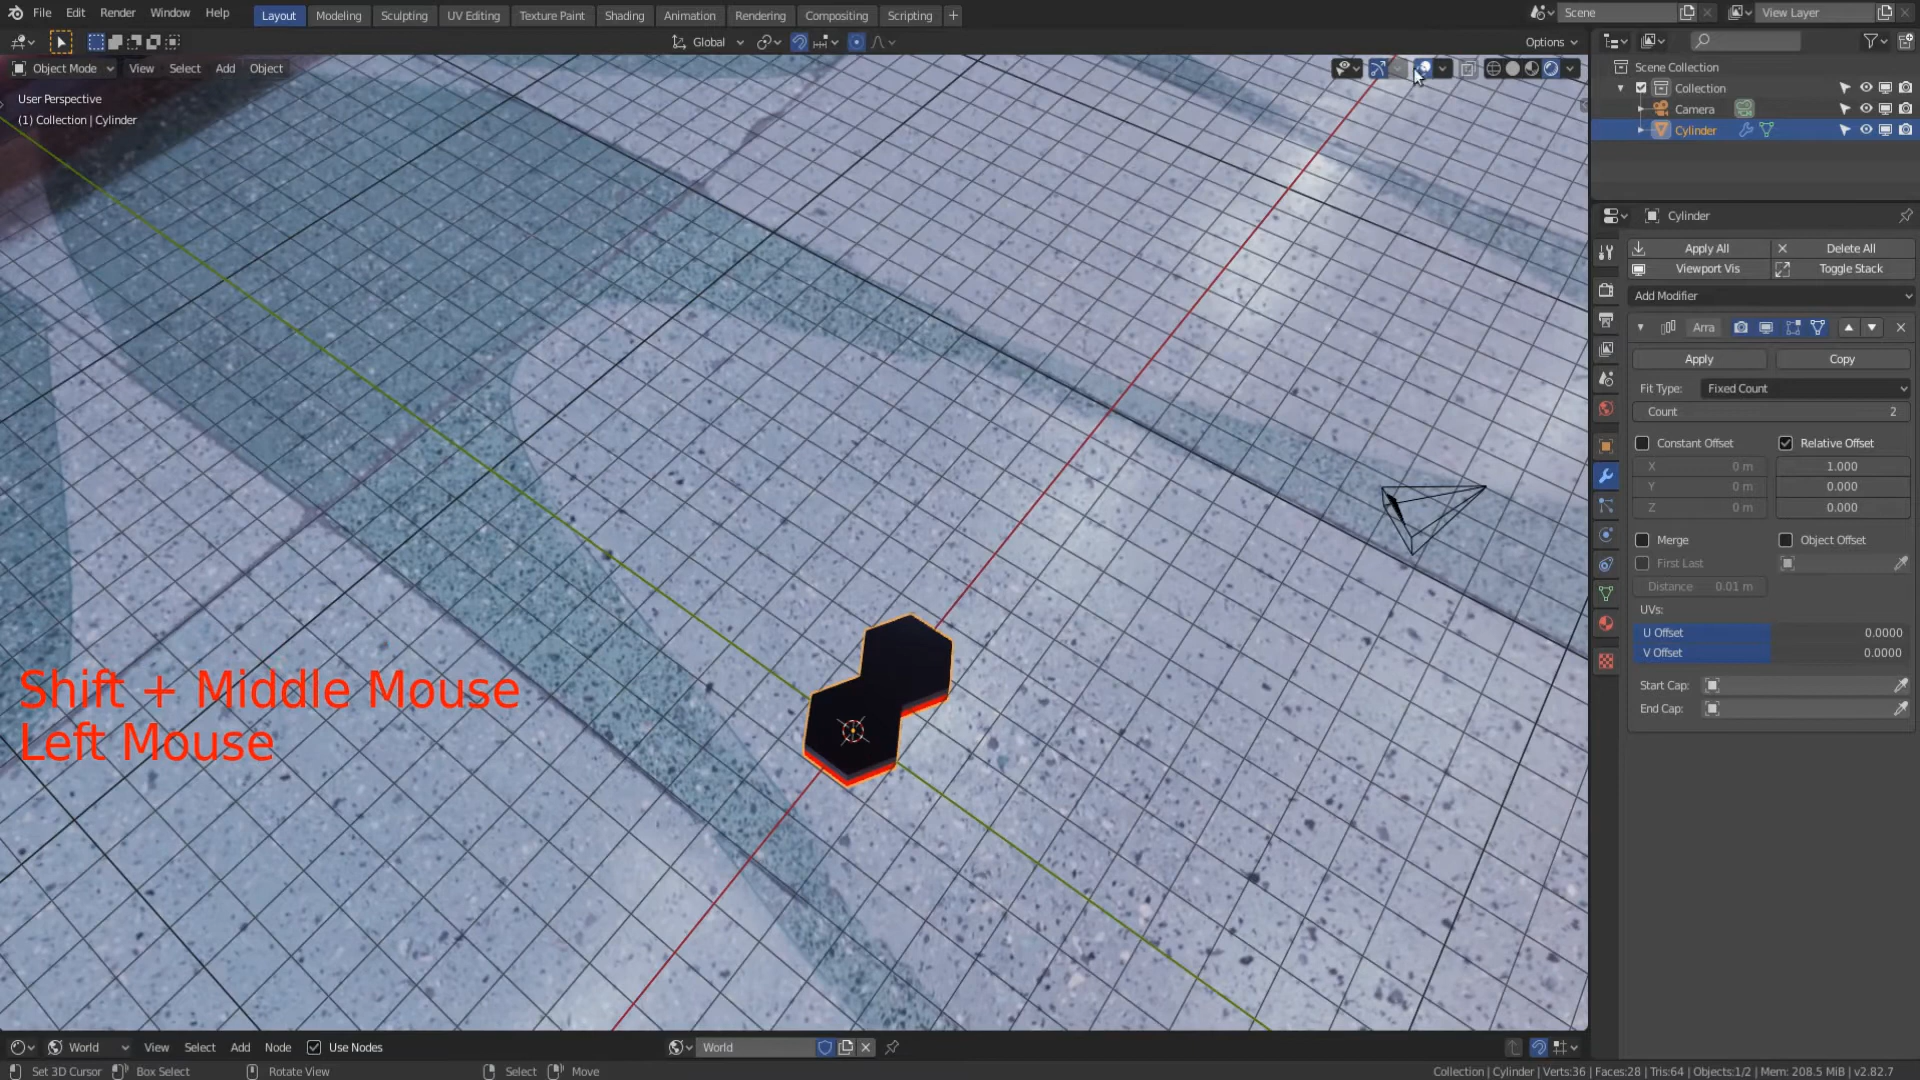 File Edit Render Window Help Layout Modeling Sculpting UV Editing Texture Paint Shading Animation Rendering Compositing Scripting + Scene View Layer
Global Options
Object Mode View Select Add Object
User Perspective
(1) Collection | Cylinder
Scene Collection
Collection
Camera
Cylinder
Cylinder
Apply All Delete All
Viewport Vis Toggle Stack
Add Modifier
Arra
Apply Copy
Fit Type: Fixed Count
Count 2
Constant Offset Relative Offset
X 0 m 1.000
Y 0 m 0.000
Z 0 m 0.000
Merge Object Offset
First Last
Distance 0.01 m
UVs:
U Offset 0.0000
V Offset 0.0000
Start Cap:
End Cap:
Shift + Middle Mouse
Left Mouse
World View Select Add Node Use Nodes World
Set 3D Cursor Box Select Rotate View Select Move Collection | Cylinder | Verts:36 | Faces:28 | Tris:64 | Objects:1/2 | Mem: 208.5 MiB | v2.82.7